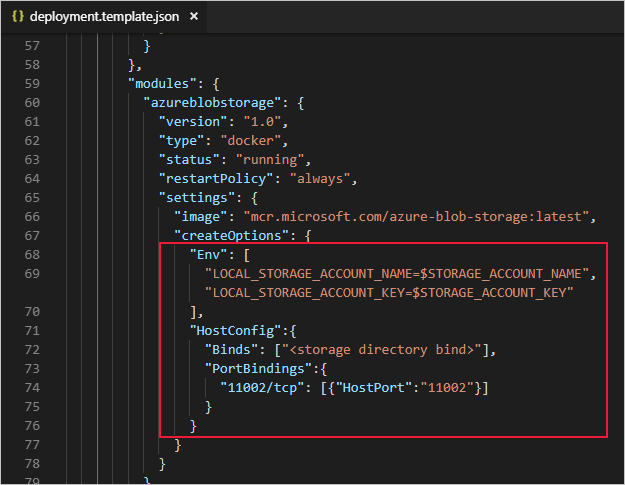 {} deployment.template.json ×
57 }
58 },
59 "modules": {
60 "azureblobstorage": {
61 "version": "1.0",
62 "type": "docker",
63 "status": "running",
64 "restartPolicy": "always",
65 "settings": {
66 "image": "mcr.microsoft.com/azure-blob-storage:latest",
67 "createOptions": {
68 "Env": [
69 "LOCAL_STORAGE_ACCOUNT_NAME=$STORAGE_ACCOUNT_NAME",
"LOCAL_STORAGE_ACCOUNT_KEY=$STORAGE_ACCOUNT_KEY"
70 ],
71 "HostConfig":{
72 "Binds": ["<storage directory bind>"],
73 "PortBindings":{
74 "11002/tcp": [{"HostPort":"11002"}]
75 }
76 }
77 }
78 }
79 }